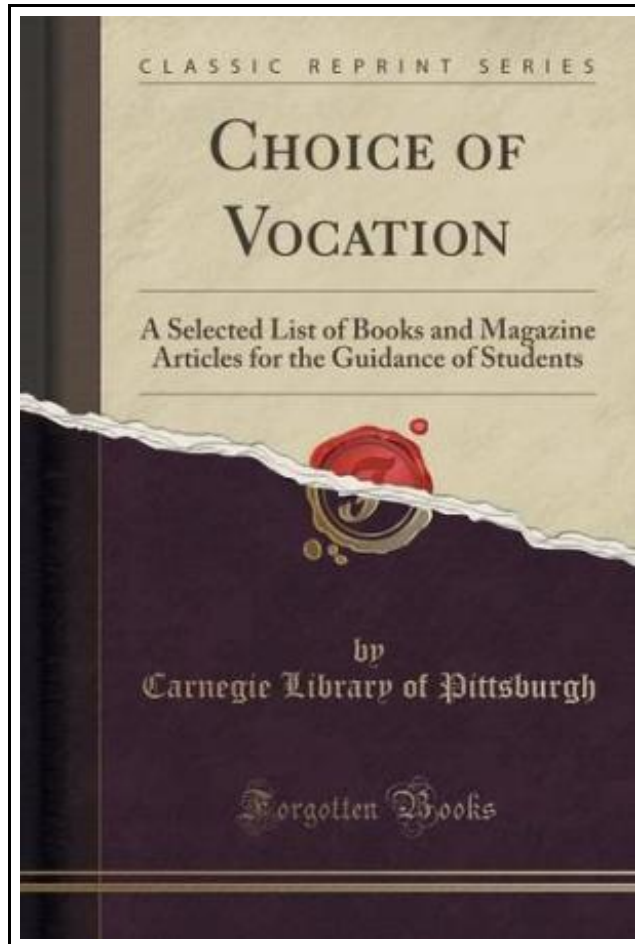 CLASSIC REPRINT SERIES
CHOICE OF
VOCATION
A Selected List of Books and Magazine
Articles for the Guidance of Students
by
Carnegie Library of Pittsburgh
Forgotten Books